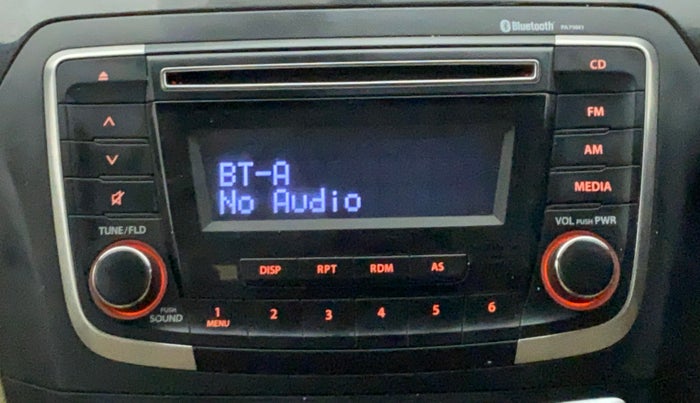 Bluetooth
CD
FM
BT-A
AM
No Audio
MEDIA
TUNE/FLD
VOL PUSH PWR
DISP
RPT
RDM
AS
PUSH
SOUND
1
MENU
2
3
4
5
6